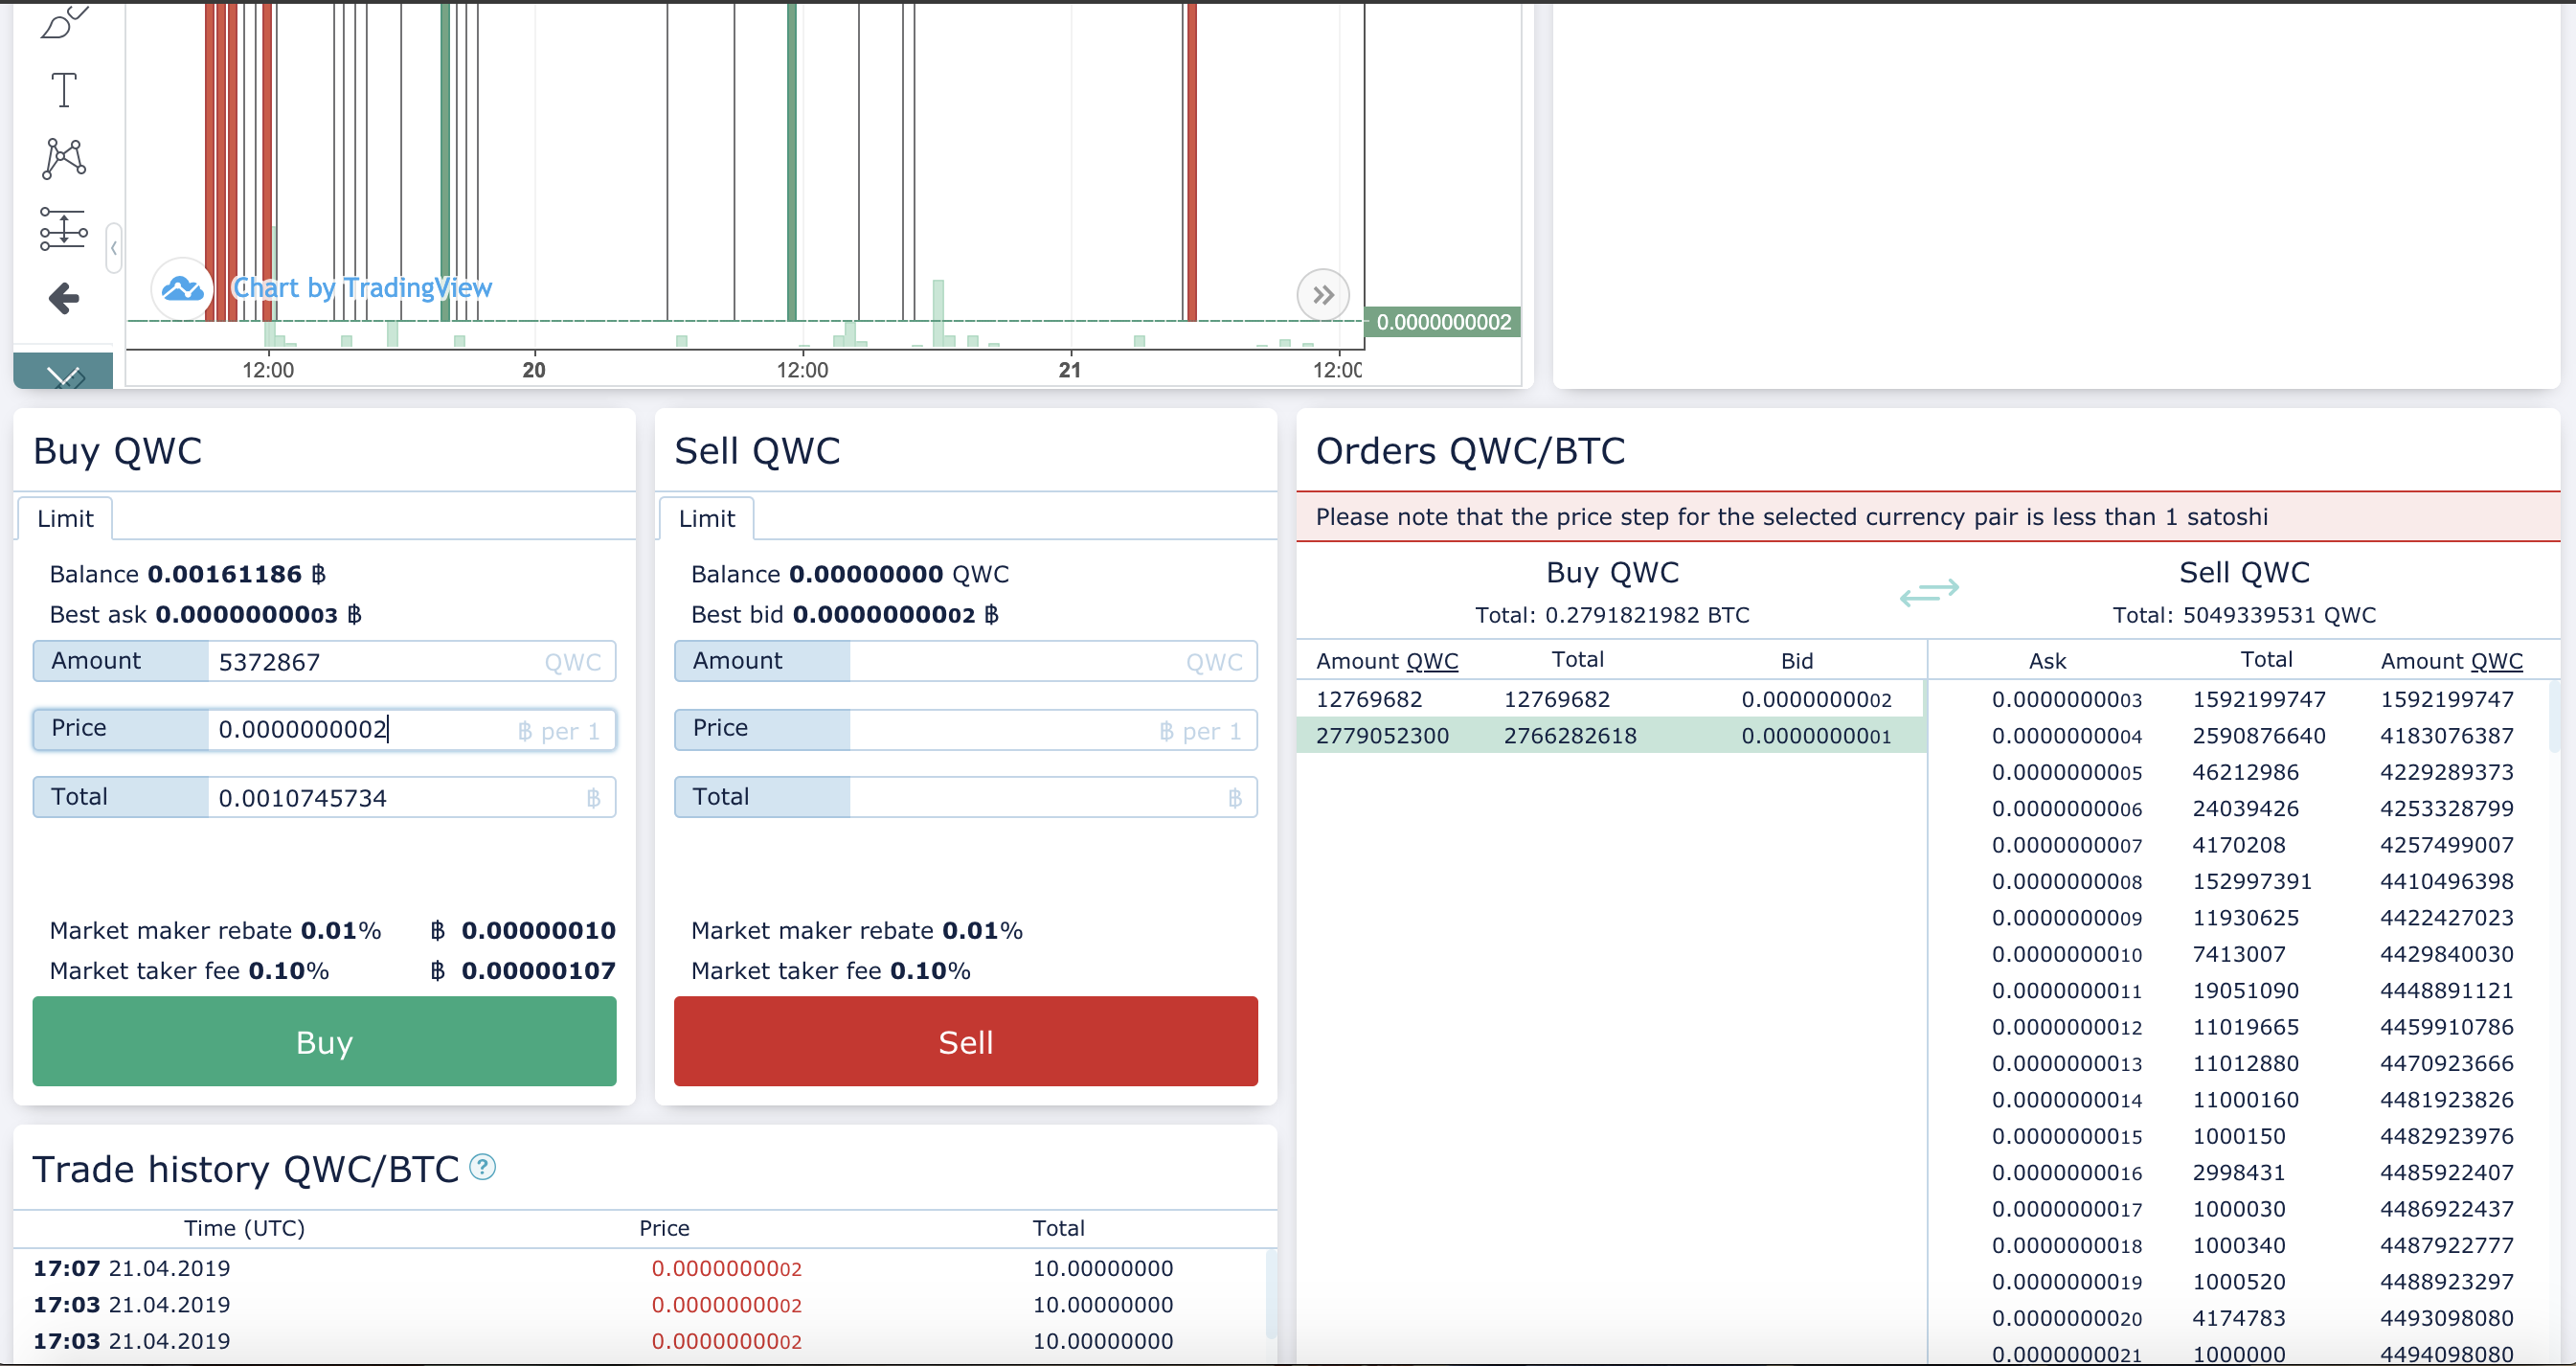 Chart by TradingView
0.0000000002
12:00
20
12:00
21
12:00
Buy QWC
Limit
Balance 0.00161186 ฿
Best ask 0.0000000003 ฿
Amount 5372867 QWC
Price 0.0000000002 ฿ per 1
Total 0.0010745734 ฿
Market maker rebate 0.01% ฿ 0.00000010
Market taker fee 0.10% ฿ 0.00000107
Buy
Sell QWC
Limit
Balance 0.00000000 QWC
Best bid 0.0000000002 ฿
Amount QWC
Price ฿ per 1
Total ฿
Market maker rebate 0.01%
Market taker fee 0.10%
Sell
Orders QWC/BTC
Please note that the price step for the selected currency pair is less than 1 satoshi
Buy QWC
Total: 0.2791821982 BTC
Amount QWC Total Bid
12769682 12769682 0.0000000002
2779052300 2766282618 0.0000000001
Sell QWC
Total: 5049339531 QWC
Ask Total Amount QWC
0.0000000003 1592199747 1592199747
0.0000000004 2590876640 4183076387
0.0000000005 46212986 4229289373
0.0000000006 24039426 4253328799
0.0000000007 4170208 4257499007
0.0000000008 152997391 4410496398
0.0000000009 11930625 4422427023
0.0000000010 7413007 4429840030
0.0000000011 19051090 4448891121
0.0000000012 11019665 4459910786
0.0000000013 11012880 4470923666
0.0000000014 11000160 4481923826
0.0000000015 1000150 4482923976
0.0000000016 2998431 4485922407
0.0000000017 1000030 4486922437
0.0000000018 1000340 4487922777
0.0000000019 1000520 4488923297
0.0000000020 4174783 4493098080
0.0000000021 1000000 4494098080
Trade history QWC/BTC ?
Time (UTC) Price Total
17:07 21.04.2019 0.0000000002 10.00000000
17:03 21.04.2019 0.0000000002 10.00000000
17:03 21.04.2019 0.0000000002 10.00000000